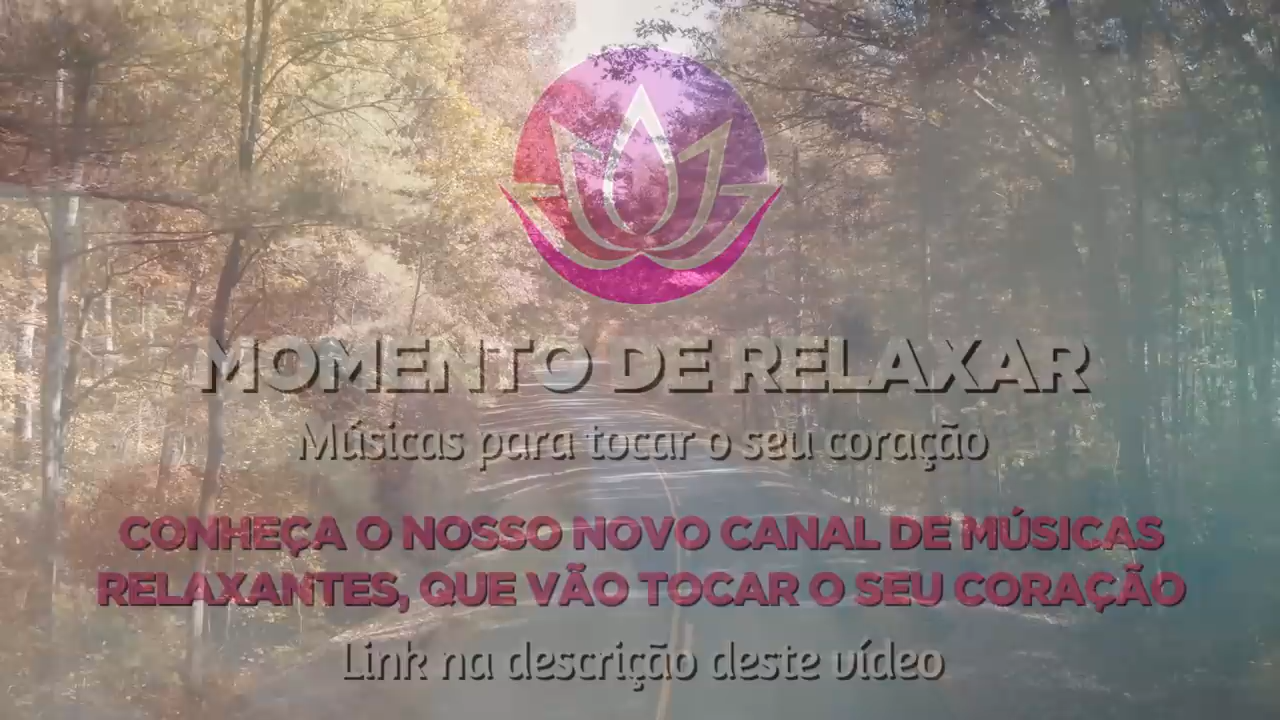 MOMENTO DE RELAXAR
Músicas para tocar o seu coração
CONHEÇA O NOSSO NOVO CANAL DE MÚSICAS
RELAXANTES, QUE VÃO TOCAR O SEU CORAÇÃO
Link na descrição deste vídeo